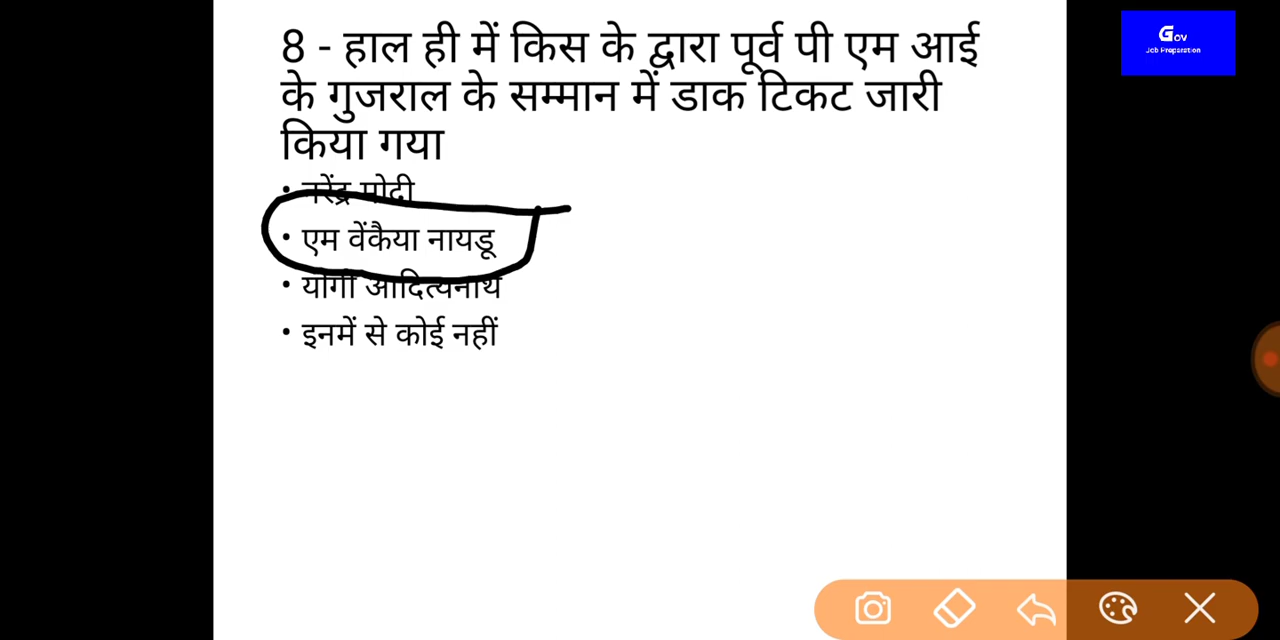 8 - हाल ही में किस के द्वारा पूर्व पी एम आई
के गुजराल के सम्मान में डाक टिकट जारी
किया गया
• नरेंद्र मोदी
• एम वेंकैया नायडू
• योगी आदित्यनाथ
• इनमें से कोई नहीं
Gov
Job Preparation